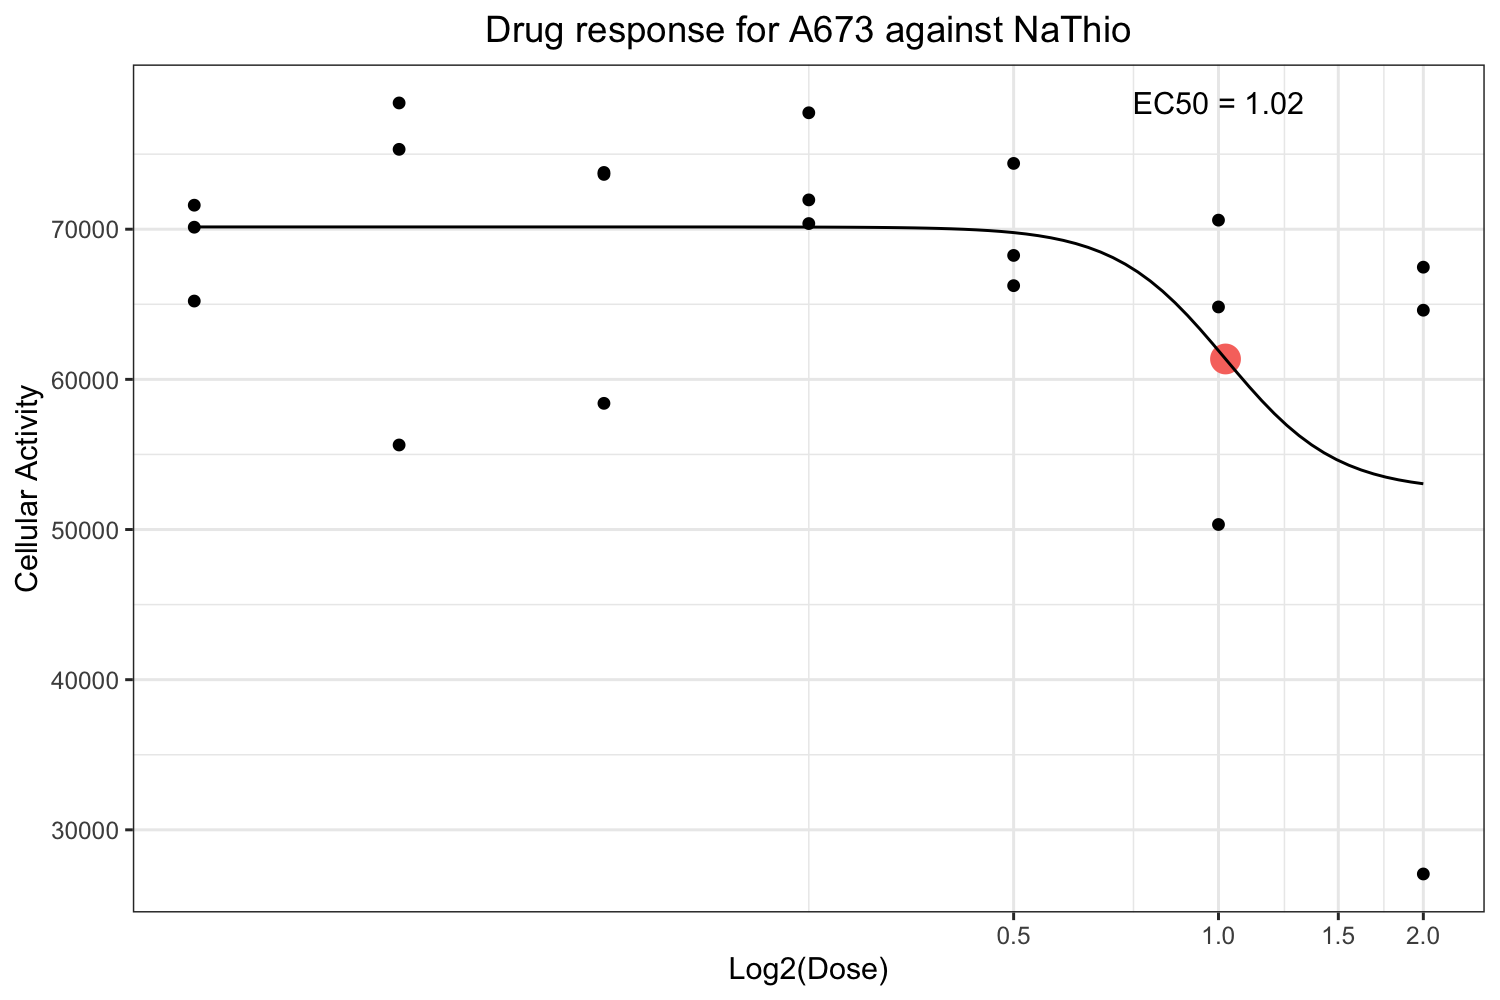 Drug response for A673 against NaThio
EC50 = 1.02
70000
60000
50000
40000
30000
Cellular Activity
0.5 1.0 1.5 2.0
Log2(Dose)